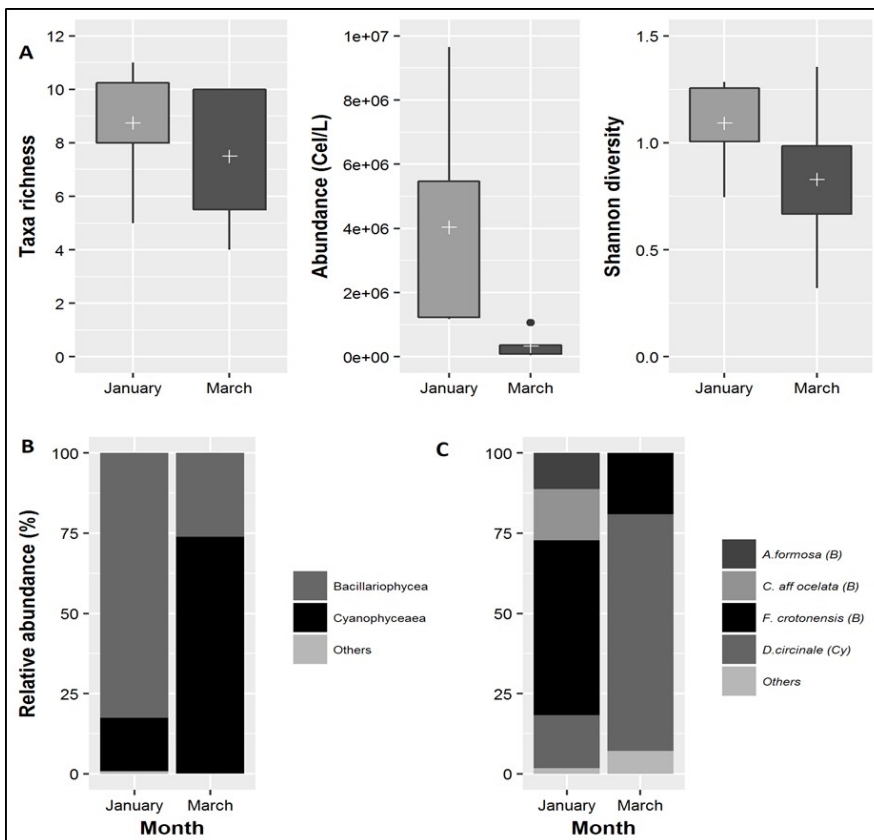 A
Taxa richness
12
10
8
6
4
2
0
January March
Abundance (Cel/L)
1e+07
8e+06
6e+06
4e+06
2e+06
0e+00
January March
Shannon diversity
1.5
1.0
0.5
0.0
January March
B
Relative abundance (%)
100
75
50
25
0
January March
Month
Bacillariophycea
Cyanophyceaea
Others
C
100
75
50
25
0
January March
Month
A.formosa (B)
C. aff ocelata (B)
F. crotonensis (B)
D.circinale (Cy)
Others